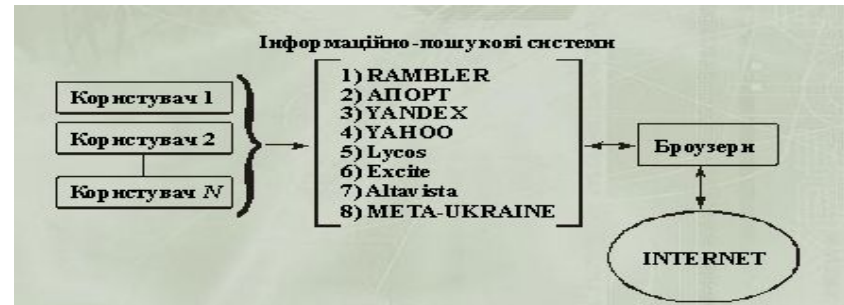 Інформаційно-пошукові системи
Користувач 1
Користувач 2
Користувач N
1) RAMBLER
2) АПОРТ
3) YANDEX
4) YAHOO
5) Lycos
6) Excite
7) Altavista
8) META-UKRAINE
Броузери
INTERNET